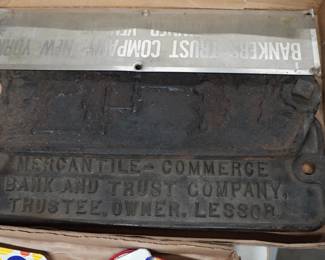 BANKERS TRUST COMPANY, NEW YORK
MERCANTILE-COMMERCE
BANK AND TRUST COMPANY,
TRUSTEE, OWNER, LESSOR.